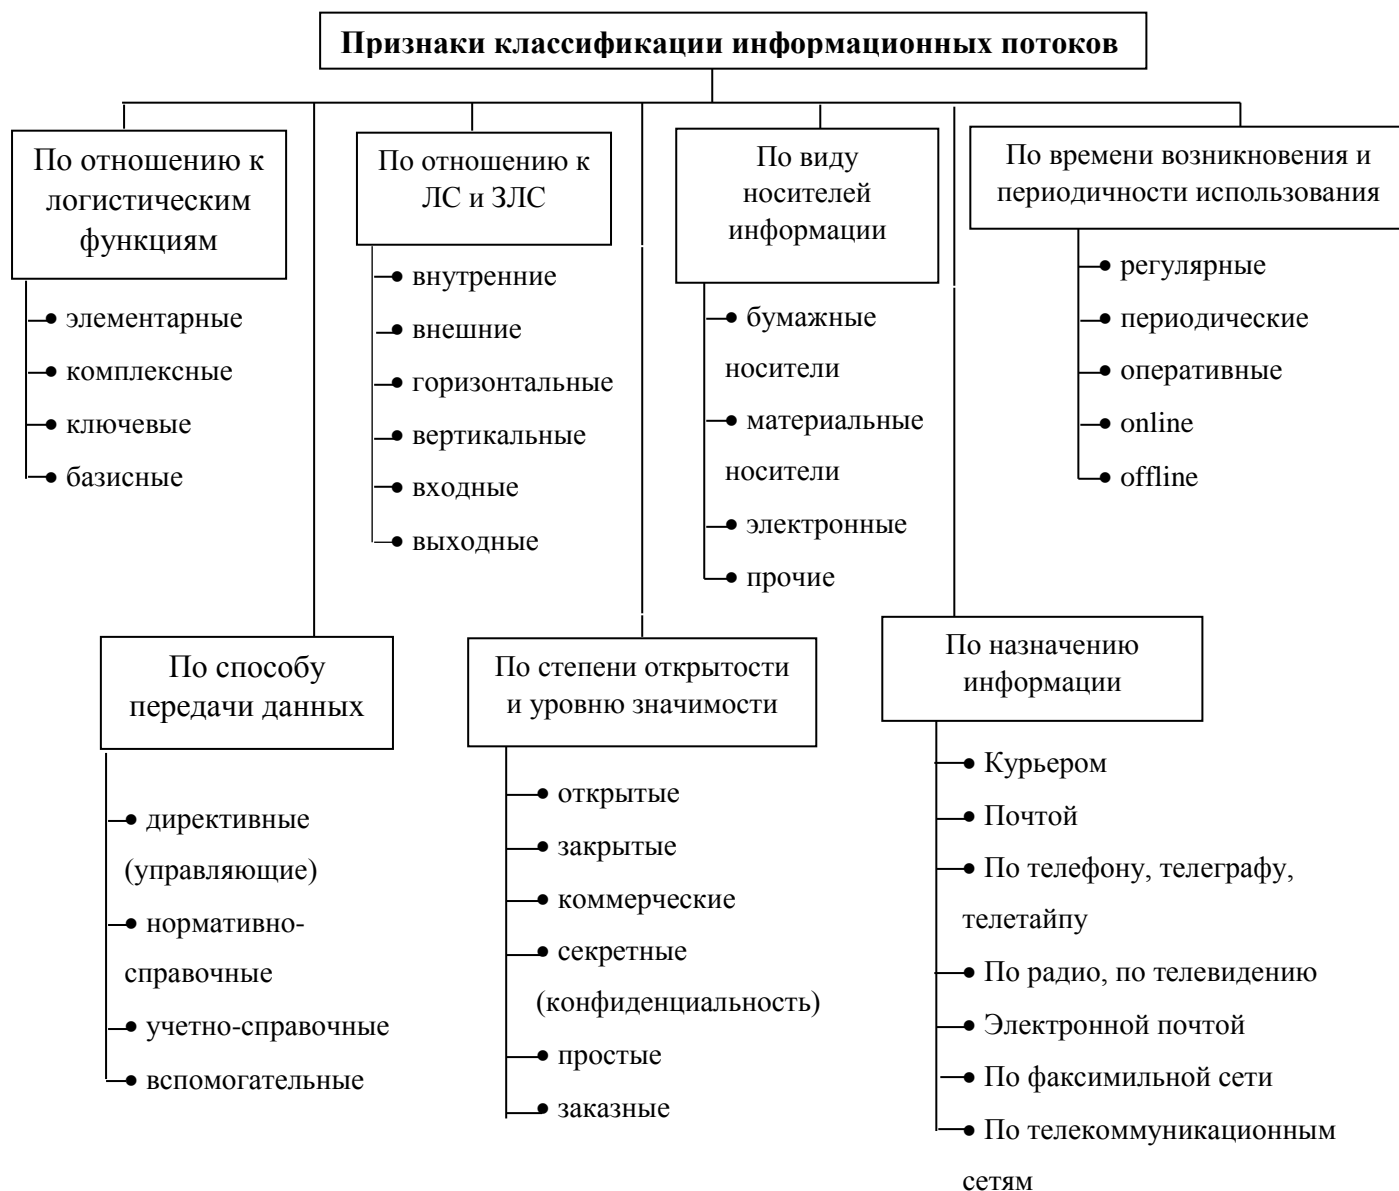 Признаки классификации информационных потоков
По отношению к
логистическим
функциям
• элементарные
• комплексные
• ключевые
• базисные
По отношению к
ЛС и ЗЛС
• внутренние
• внешние
• горизонтальные
• вертикальные
• входные
• выходные
По виду
носителей
информации
• бумажные
носители
• материальные
носители
• электронные
• прочие
По времени возникновения и
периодичности использования
• регулярные
• периодические
• оперативные
• online
• offline
По способу
передачи данных
• директивные
(управляющие)
• нормативно-
справочные
• учетно-справочные
• вспомогательные
По степени открытости
и уровню значимости
• открытые
• закрытые
• коммерческие
• секретные
(конфиденциальность)
• простые
• заказные
По назначению
информации
• Курьером
• Почтой
• По телефону, телеграфу,
телетайпу
• По радио, по телевидению
• Электронной почтой
• По факсимильной сети
• По телекоммуникационным
сетям